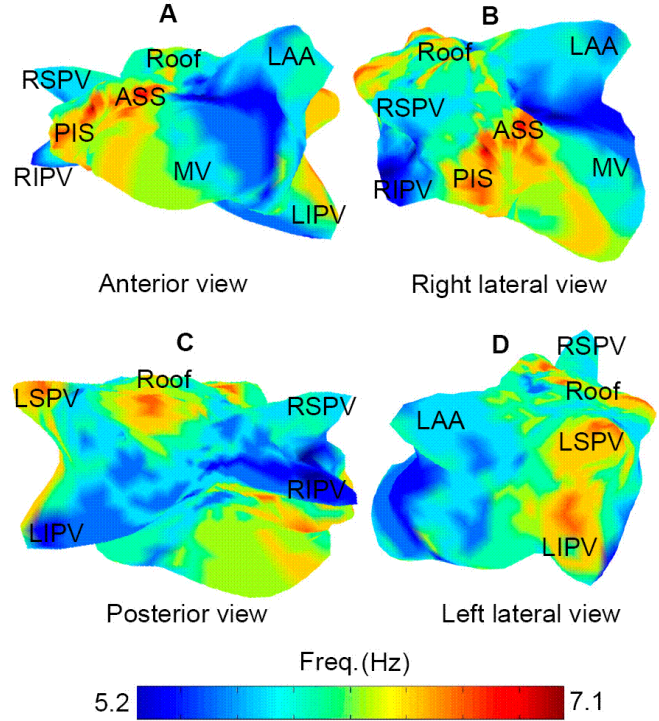 A
B
Roof
LAA
RSPV
ASS
PIS
MV
RIPV
LIPV
Roof
LAA
RSPV
ASS
PIS
MV
RIPV
Anterior view
Right lateral view
C
D
LSPV
Roof
RSPV
RIPV
LIPV
RSPV
Roof
LAA
LSPV
LIPV
Posterior view
Left lateral view
Freq.(Hz)
5.2
7.1